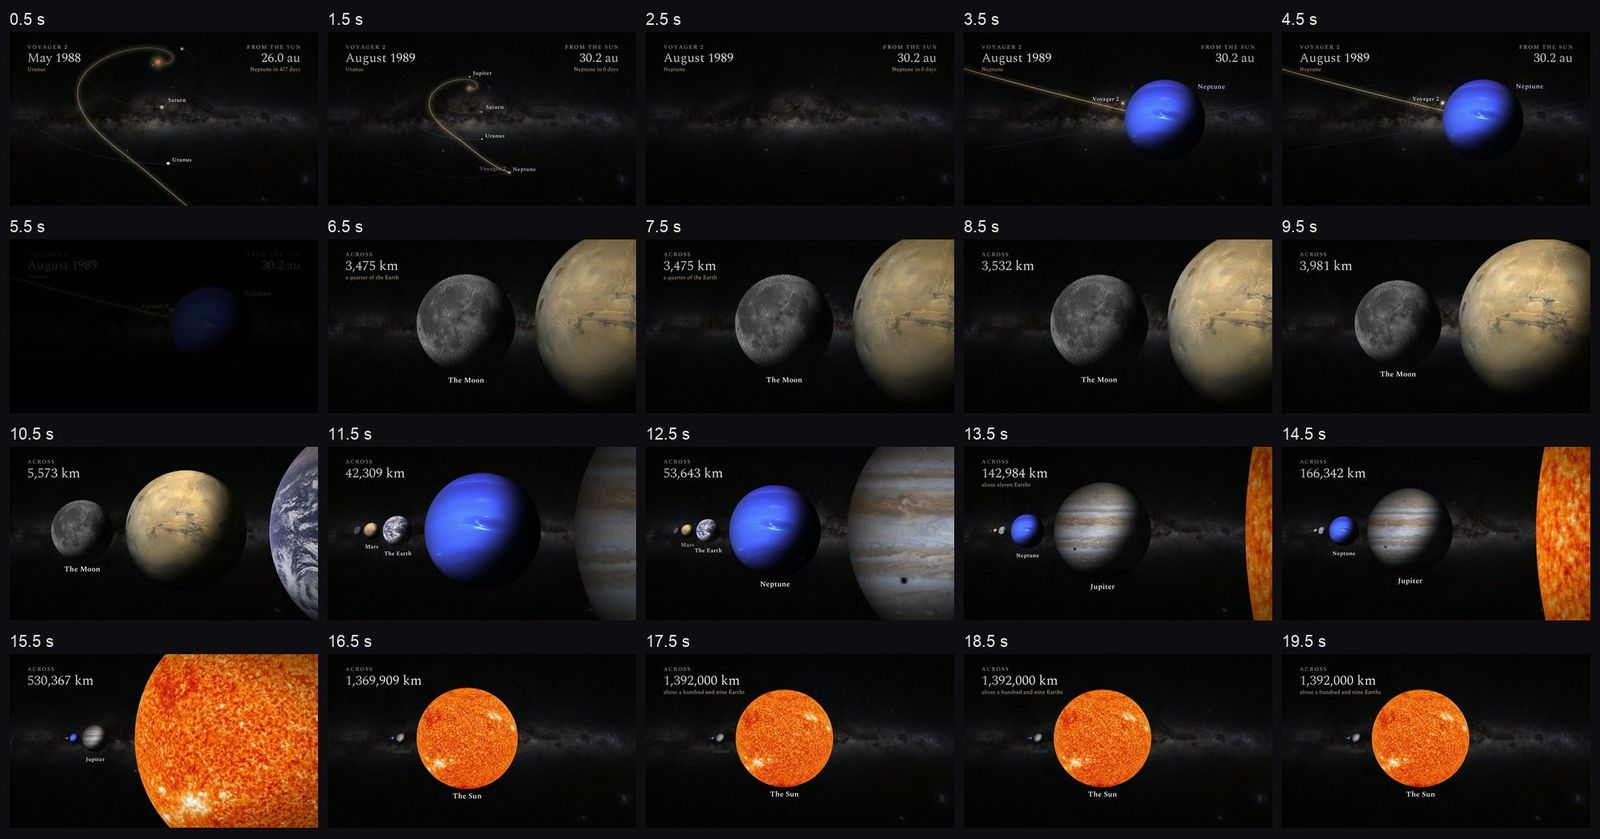 0.5 s
VOYAGER 2
May 1988
Uranus
FROM THE SUN
26.0 au
Neptune in 477 days
Saturn
Uranus
1.5 s
VOYAGER 2
August 1989
Uranus
FROM THE SUN
30.2 au
Neptune in 0 days
Jupiter
Saturn
Uranus
Voyager 2
Neptune
2.5 s
VOYAGER 2
August 1989
Neptune
FROM THE SUN
30.2 au
Neptune in 0 days
3.5 s
VOYAGER 2
August 1989
Neptune
FROM THE SUN
30.2 au
Voyager 2
Neptune
4.5 s
VOYAGER 2
August 1989
Neptune
FROM THE SUN
30.2 au
Voyager 2
Neptune
5.5 s
VOYAGER 2
August 1989
FROM THE SUN
30.2 au
Voyager 2
Neptune
6.5 s
ACROSS
3,475 km
a quarter of the Earth
The Moon
7.5 s
ACROSS
3,475 km
a quarter of the Earth
The Moon
8.5 s
ACROSS
3,532 km
The Moon
9.5 s
ACROSS
3,981 km
The Moon
10.5 s
ACROSS
5,573 km
The Moon
11.5 s
ACROSS
42,309 km
Mars
The Earth
12.5 s
ACROSS
53,643 km
Mars
The Earth
Neptune
13.5 s
ACROSS
142,984 km
about eleven Earths
Neptune
Jupiter
14.5 s
ACROSS
166,342 km
Neptune
Jupiter
15.5 s
ACROSS
530,367 km
Jupiter
16.5 s
ACROSS
1,369,909 km
Jupiter
The Sun
17.5 s
ACROSS
1,392,000 km
about a hundred and nine Earths
The Sun
18.5 s
ACROSS
1,392,000 km
about a hundred and nine Earths
The Sun
19.5 s
ACROSS
1,392,000 km
about a hundred and nine Earths
The Sun